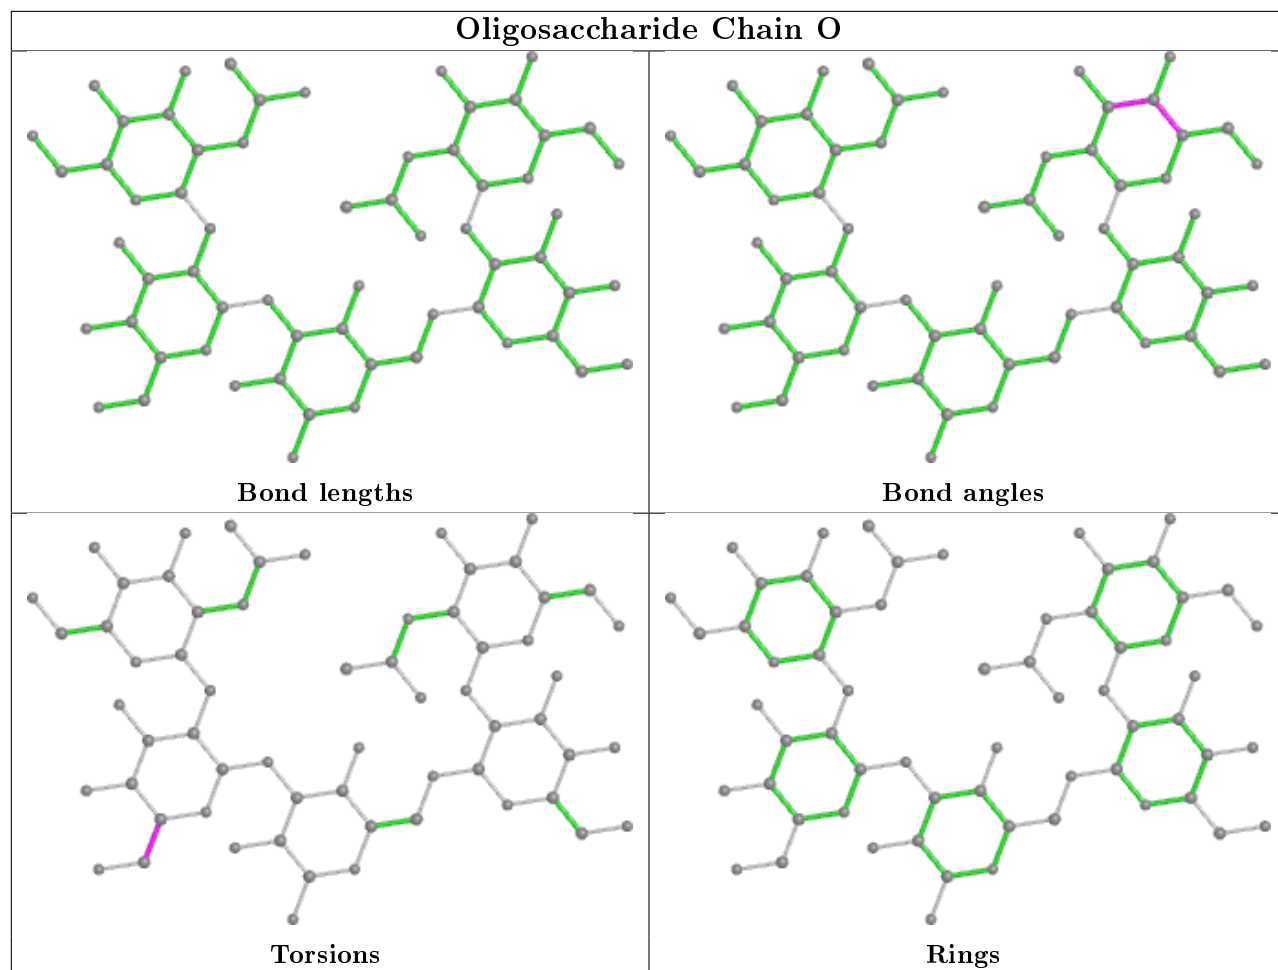 Oligosaccharide Chain O
Bond lengths
Bond angles
Torsions
Rings